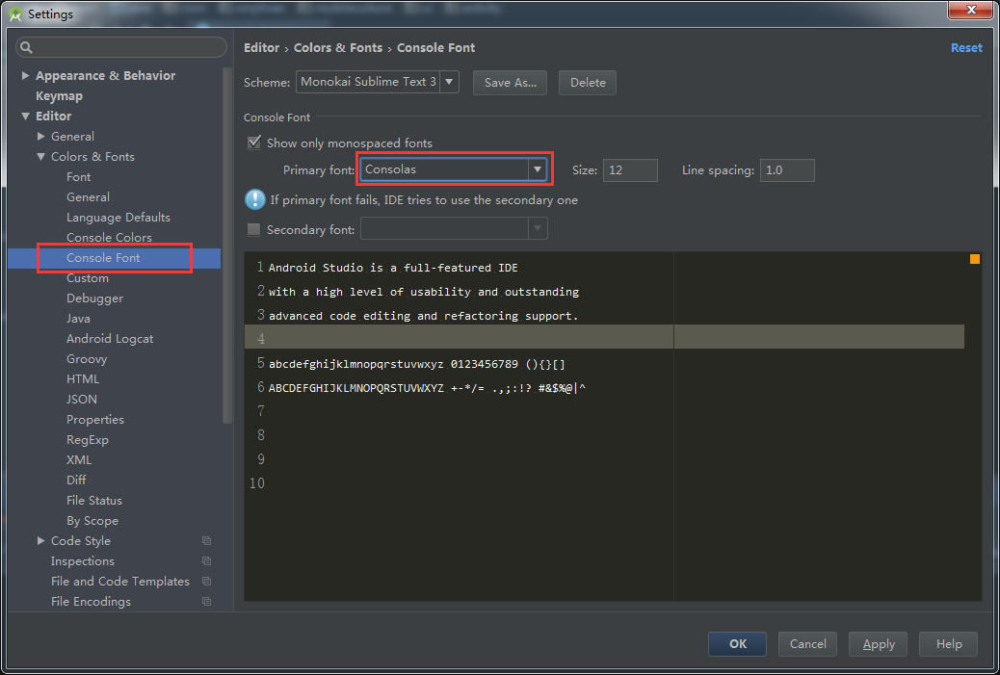 Settings
Appearance & Behavior
Keymap
Editor
General
Colors & Fonts
Font
General
Language Defaults
Console Colors
Console Font
Custom
Debugger
Java
Android Logcat
Groovy
HTML
JSON
Properties
RegExp
XML
Diff
File Status
By Scope
Code Style
Inspections
File and Code Templates
File Encodings
Editor › Colors & Fonts › Console Font
Reset
Scheme: Monokai Sublime Text 3 Save As... Delete
Console Font
Show only monospaced fonts
Primary font: Consolas Size: 12 Line spacing: 1.0
If primary font fails, IDE tries to use the secondary one
Secondary font:
1 Android Studio is a full-featured IDE
2 with a high level of usability and outstanding
3 advanced code editing and refactoring support.
4
5 abcdefghijklmnopqrstuvwxyz 0123456789 (){}[]
6 ABCDEFGHIJKLMNOPQRSTUVWXYZ +-*/= .,;:!? #&$%@|^
7
8
9
10
OK Cancel Apply Help